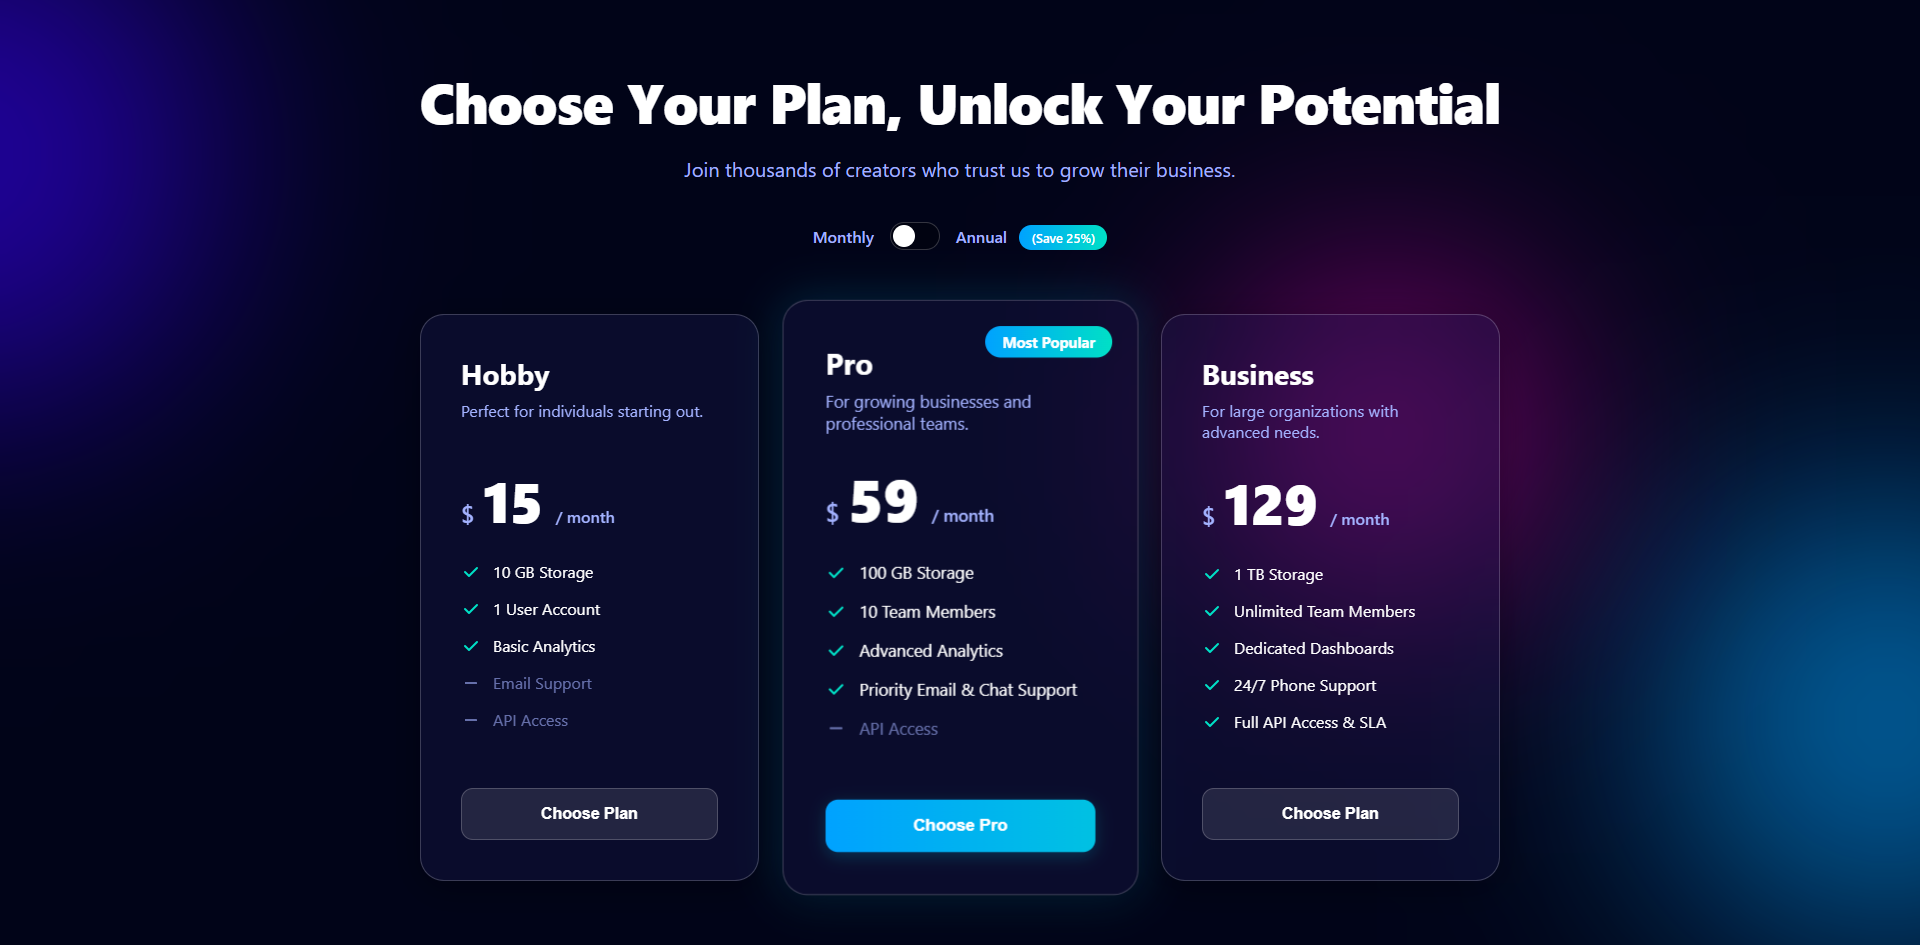 Choose Your Plan, Unlock Your Potential
Join thousands of creators who trust us to grow their business.
Monthly Annual (Save 25%)
Hobby
Perfect for individuals starting out.
$ 15 / month
10 GB Storage
1 User Account
Basic Analytics
Email Support
API Access
Choose Plan
Most Popular
Pro
For growing businesses and
professional teams.
$ 59 / month
100 GB Storage
10 Team Members
Advanced Analytics
Priority Email & Chat Support
API Access
Choose Pro
Business
For large organizations with
advanced needs.
$ 129 / month
1 TB Storage
Unlimited Team Members
Dedicated Dashboards
24/7 Phone Support
Full API Access & SLA
Choose Plan